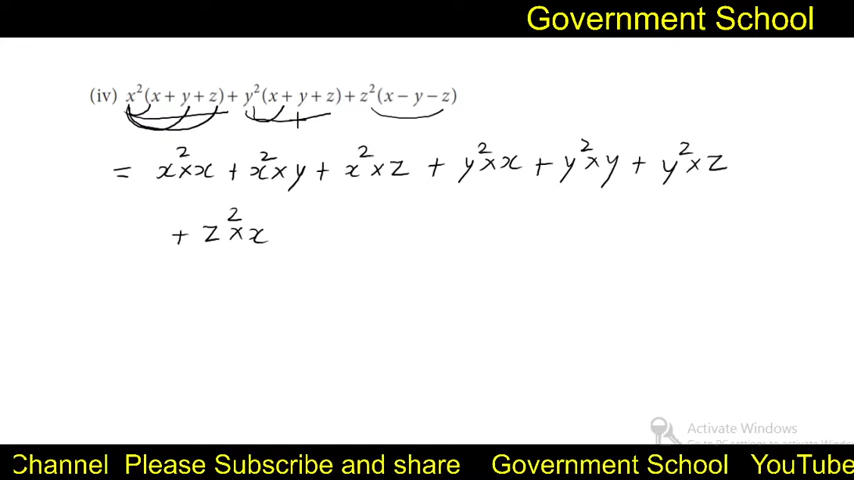 Government School
(iv) x²(x + y + z) + y²(x + y + z) + z²(x − y − z)
= x²×x + x²×y + x²×z + y²×x + y²×y + y²×z
+ z²×x
Activate Windows
Channel Please Subscribe and share Government School YouTube